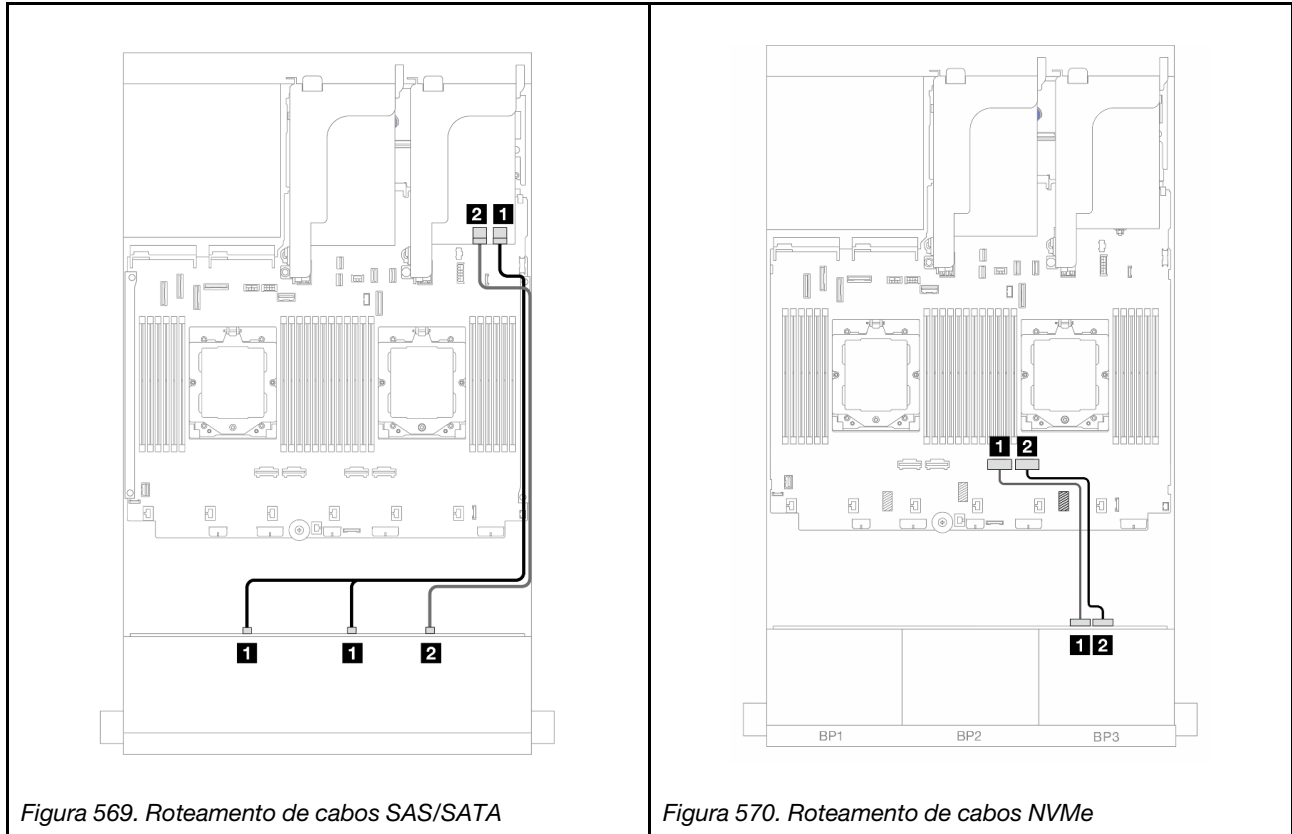 2 1
1 1 2
Figura 569. Roteamento de cabos SAS/SATA
1 2
1 2
BP1 BP2 BP3
Figura 570. Roteamento de cabos NVMe